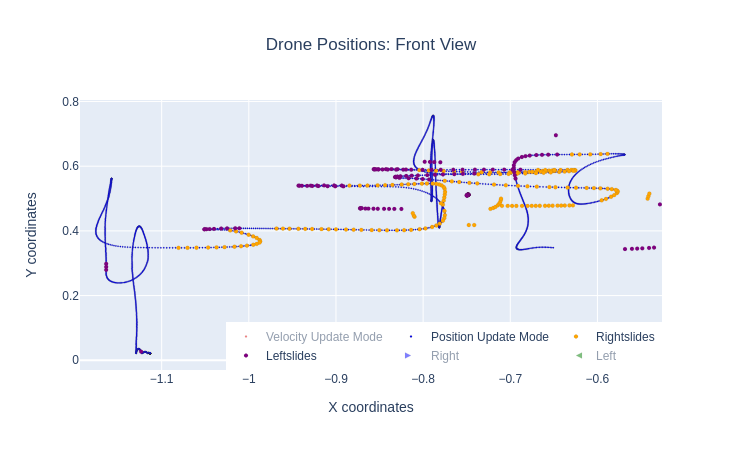 Drone Positions: Front View
0.8
0.6
0.4
0.2
0
Y coordinates
Velocity Update Mode
Position Update Mode
Rightslides
Leftslides
Right
Left
−1.1
−1
−0.9
−0.8
−0.7
−0.6
X coordinates